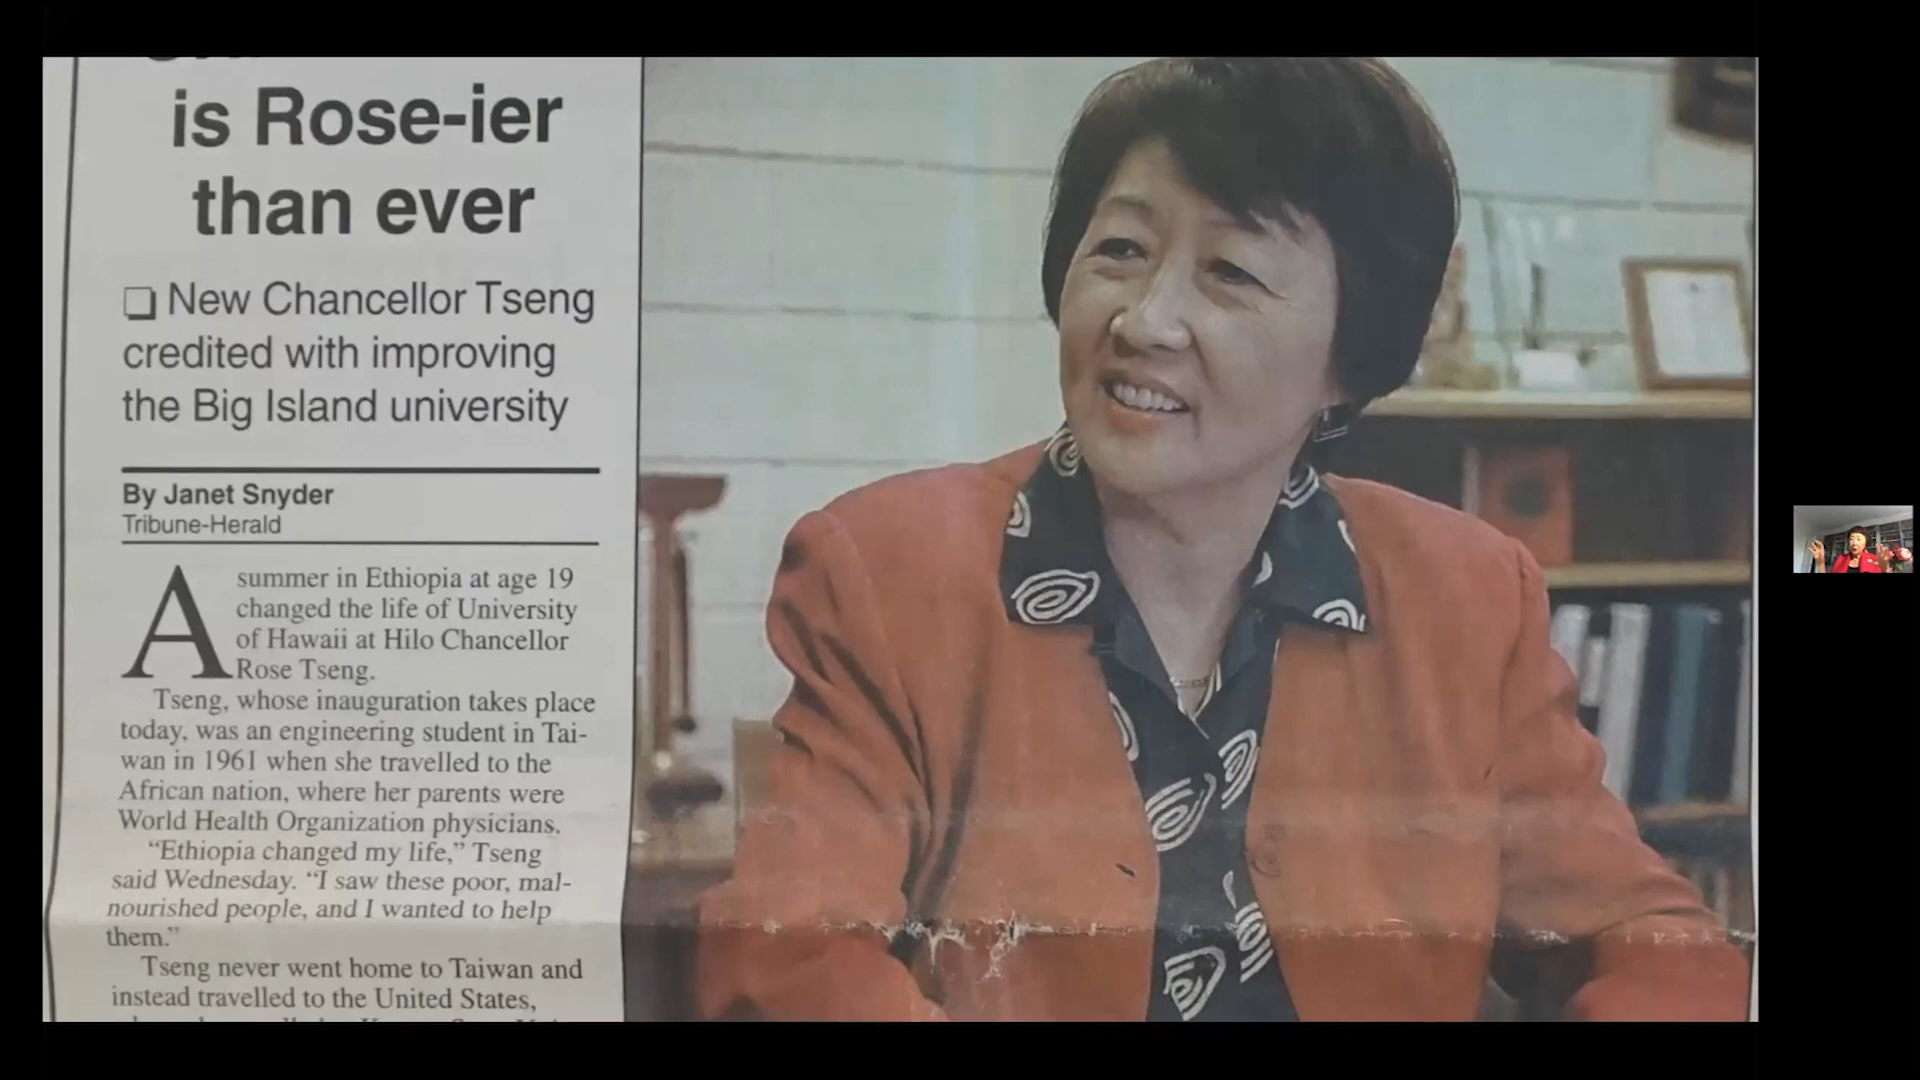 is Rose-ier
than ever
❏ New Chancellor Tseng
credited with improving
the Big Island university
By Janet Snyder
Tribune-Herald
A summer in Ethiopia at age 19
changed the life of University
of Hawaii at Hilo Chancellor
Rose Tseng.
Tseng, whose inauguration takes place
today, was an engineering student in Tai-
wan in 1961 when she travelled to the
African nation, where her parents were
World Health Organization physicians.
“Ethiopia changed my life,” Tseng
said Wednesday. “I saw these poor, mal-
nourished people, and I wanted to help
them.”
Tseng never went home to Taiwan and
instead travelled to the United States,